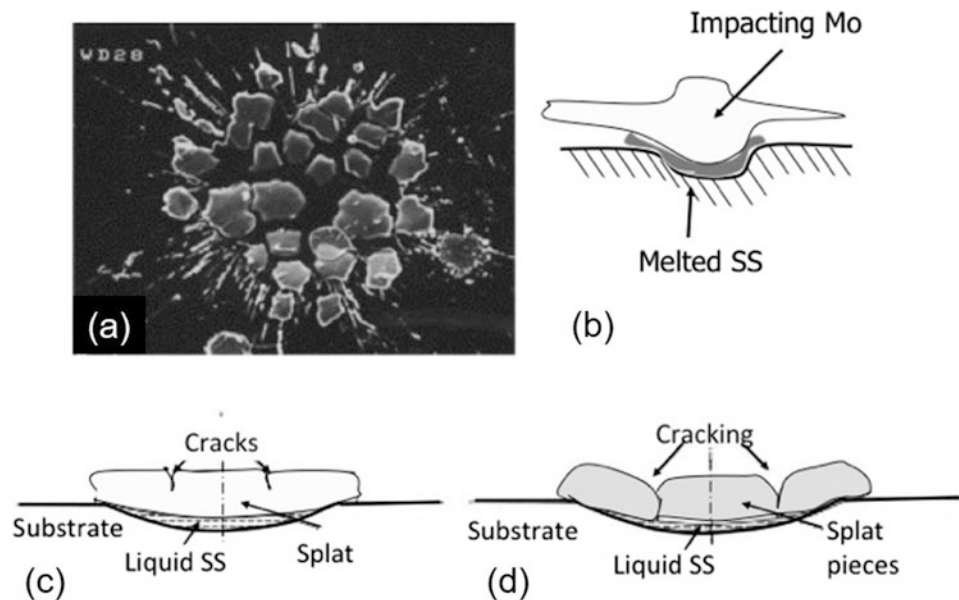 WD28
(a)
Impacting Mo
Melted SS
(b)
Cracks
Substrate
Liquid SS
Splat
(c)
Cracking
Substrate
Liquid SS
Splat
pieces
(d)